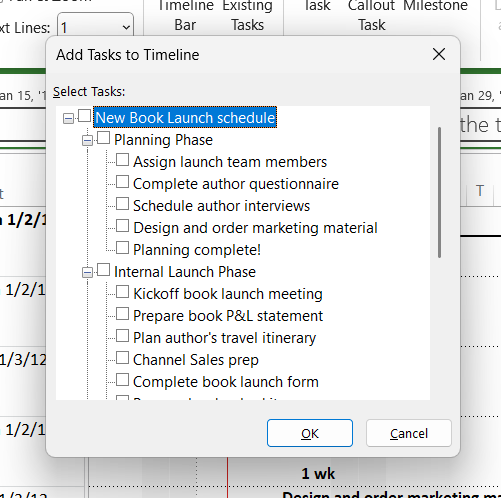 Timeline Existing Task Callout Milestone
Bar Tasks Task
xt Lines: 1
an 15, '1
an 29, '
Add Tasks to Timeline
Select Tasks:
New Book Launch schedule
Planning Phase
Assign launch team members
Complete author questionnaire
Schedule author interviews
Design and order marketing material
Planning complete!
Internal Launch Phase
Kickoff book launch meeting
Prepare book P&L statement
Plan author's travel itinerary
Channel Sales prep
Complete book launch form
OK
Cancel
the t
T
1/2/1
1/2/1
1/3/12
1/2/1
1/2/12
1 wk
Design and order marketing ma